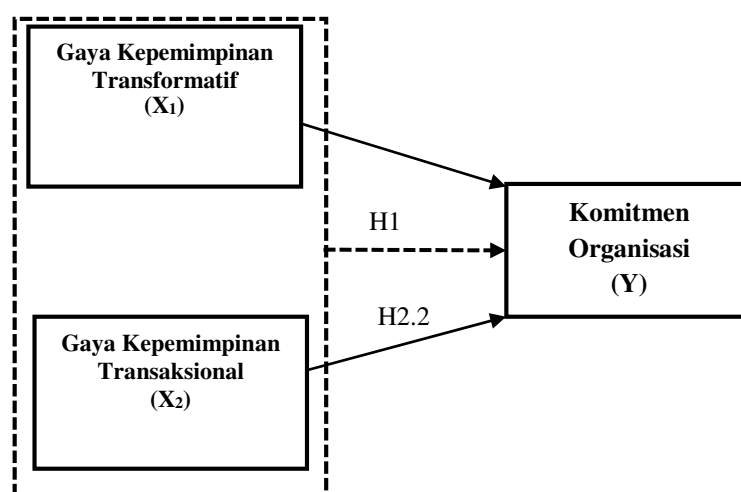 Gaya Kepemimpinan
Transformatif
(X₁)
H1
Komitmen
Organisasi
(Y)
H2.2
Gaya Kepemimpinan
Transaksional
(X₂)